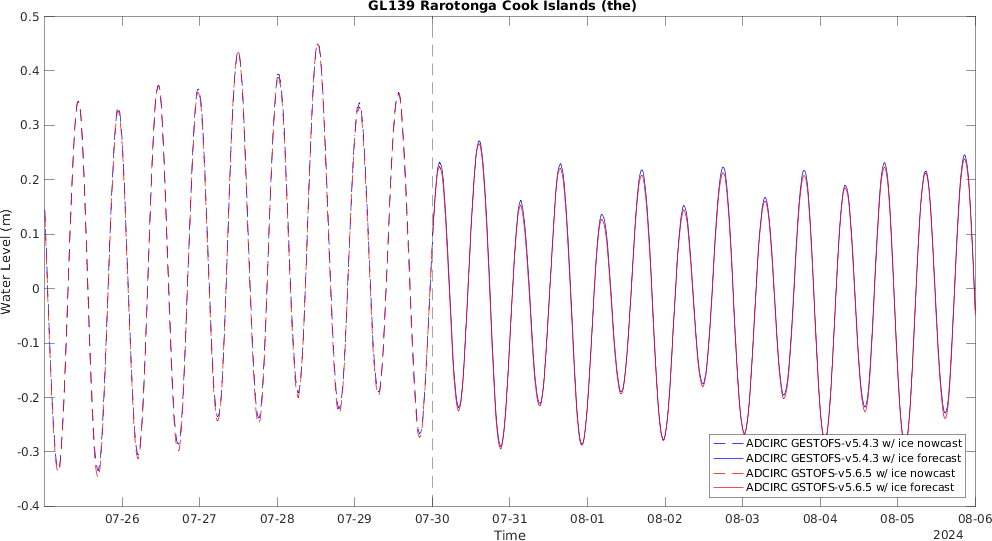 GL139 Rarotonga Cook Islands (the)
0.5
0.4
0.3
0.2
0.1
0
-0.1
-0.2
-0.3
-0.4
Water Level (m)
ADCIRC GESTOFS-v5.4.3 w/ ice nowcast
ADCIRC GESTOFS-v5.4.3 w/ ice forecast
ADCIRC GSTOFS-v5.6.5 w/ ice nowcast
ADCIRC GSTOFS-v5.6.5 w/ ice forecast
07-26 07-27 07-28 07-29 07-30 07-31 08-01 08-02 08-03 08-04 08-05 08-06
Time
2024